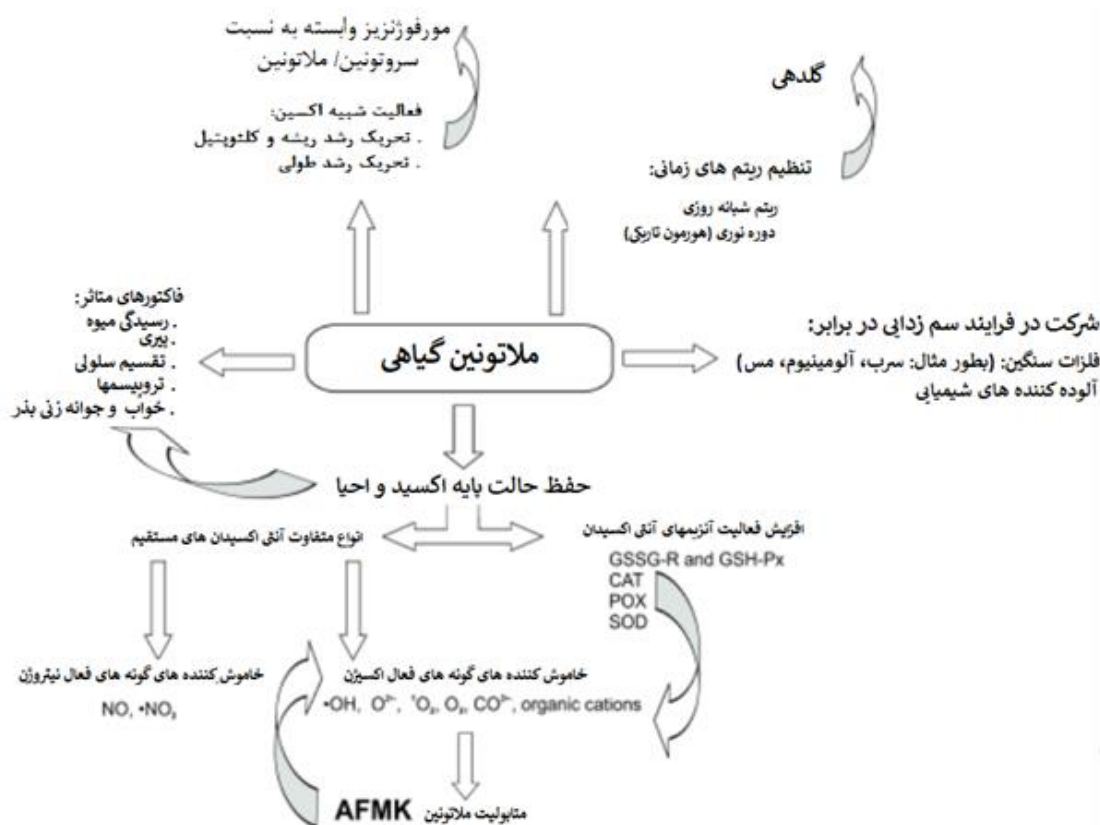 مورفوژنزیز وابسته به نسبت
سروتونین/ ملاتونین
فعالیت شبیه اکسین:
. تحریک رشد ریشه و کلئوپتیل
. تحریک رشد طولی
گلدهی
تنظیم ریتم های زمانی:
ریتم شبانه روزی
دوره نوری (هورمون تاریکی)
فاکتورهای متاثر:
. رسیدگی میوه
. پیری
. تقسیم سلولی
. تروپیسمها
. خواب و جوانه زنی بذر
ملاتونین گیاهی
شرکت در فرایند سم زدایی در برابر:
فلزات سنگین: (بطور مثال: سرب، آلومینیوم، مس)
آلوده کننده های شیمیایی
حفظ حالت پایه اکسید و احیا
افزایش فعالیت آنزیمهای آنتی اکسیدان
GSSG-R and GSH-Px
CAT
POX
SOD
انواع متفاوت آنتی اکسیدان های مستقیم
خاموش کننده های گونه های فعال اکسیژن
•OH, O²⁻, ¹O₂, O₃, CO³⁻, organic cations
خاموش کننده های گونه های فعال نیتروژن
NO, •NO₃
متابولیت ملاتونین AFMK